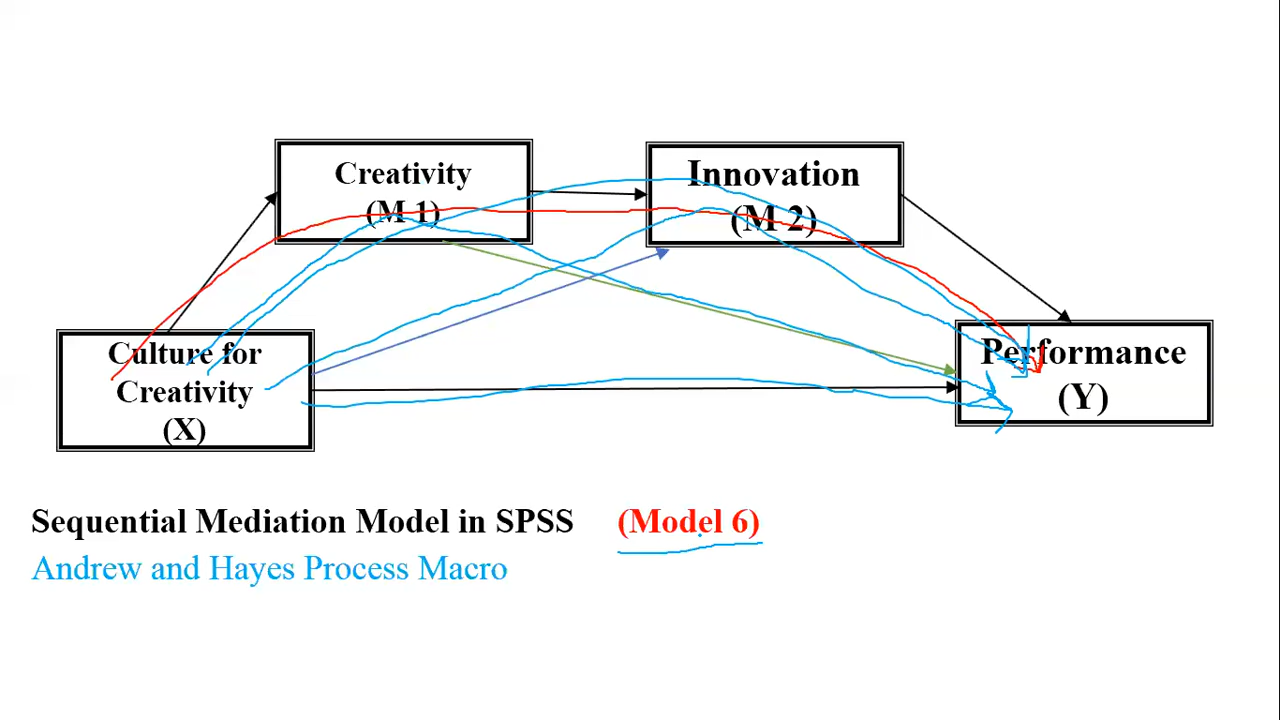 Creativity
(M 1)
Innovation
(M 2)
Culture for
Creativity
(X)
Performance
(Y)
Sequential Mediation Model in SPSS (Model 6)
Andrew and Hayes Process Macro